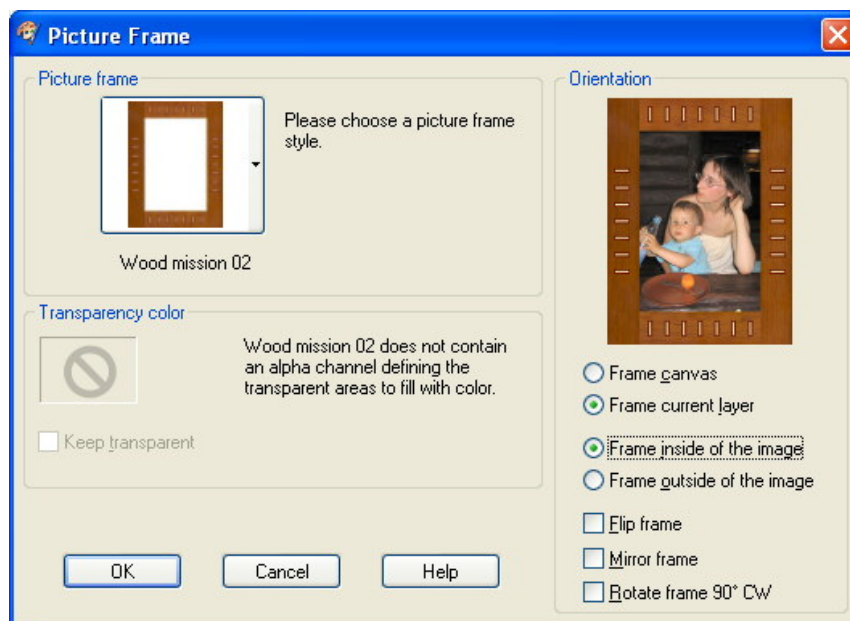 Picture Frame
Picture frame
Please choose a picture frame
style.
Wood mission 02
Transparency color
Wood mission 02 does not contain
an alpha channel defining the
transparent areas to fill with color.
Keep transparent
OK
Cancel
Help
Orientation
Frame canvas
Frame current layer
Frame inside of the image
Frame outside of the image
Flip frame
Mirror frame
Rotate frame 90° CW